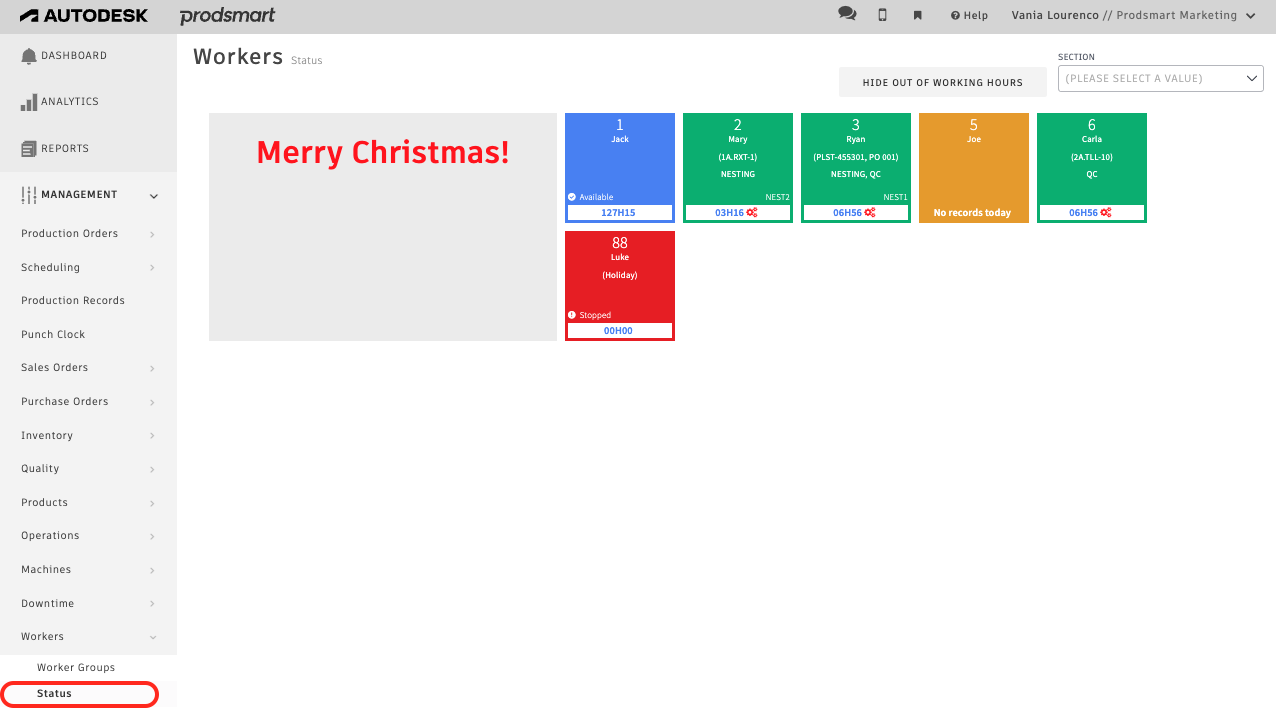 AUTODESK prodsmart Help Vania Lourenco // Prodsmart Marketing
DASHBOARD
ANALYTICS
REPORTS
MANAGEMENT
Production Orders
Scheduling
Production Records
Punch Clock
Sales Orders
Purchase Orders
Inventory
Quality
Products
Operations
Machines
Downtime
Workers
Worker Groups
Status
Workers Status
HIDE OUT OF WORKING HOURS
SECTION
(PLEASE SELECT A VALUE)
Merry Christmas!
1
Jack
Available
127H15
2
Mary
(1A.RXT-1)
NESTING
NEST2
03H16
3
Ryan
(PLST-455301, PO 001)
NESTING, QC
NEST1
06H56
5
Joe
No records today
6
Carla
(2A.TLL-10)
QC
06H56
88
Luke
(Holiday)
Stopped
00H00